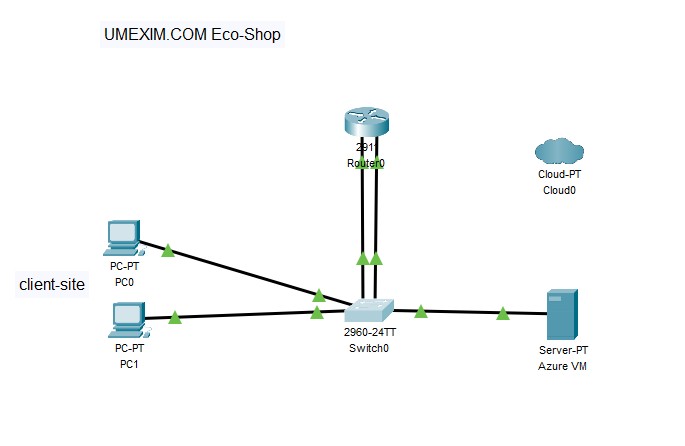 UMEXIM.COM Eco-Shop
2911
Router0
Cloud-PT
Cloud0
PC-PT
PC0
client-site
PC-PT
PC1
2960-24TT
Switch0
Server-PT
Azure VM